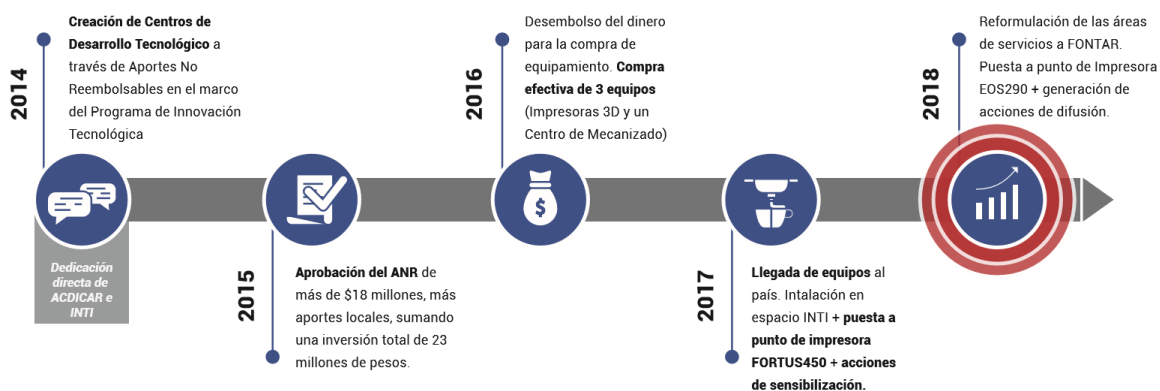 2014
Creación de Centros de
Desarrollo Tecnológico a
través de Aportes No
Reembolsables en el marco
del Programa de Innovación
Tecnológica
Dedicación
directa de
ACDICAR e
INTI
2015
Aprobación del ANR de
más de $18 millones, más
aportes locales, sumando
una inversión total de 23
millones de pesos.
2016
Desembolso del dinero
para la compra de
equipamiento. Compra
efectiva de 3 equipos
(Impresoras 3D y un
Centro de Mecanizado)
$
2017
Llegada de equipos al
país. Intalación en
espacio INTI + puesta a
punto de impresora
FORTUS450 + acciones
de sensibilización.
2018
Reformulación de las áreas
de servicios a FONTAR.
Puesta a punto de Impresora
EOS290 + generación de
acciones de difusión.